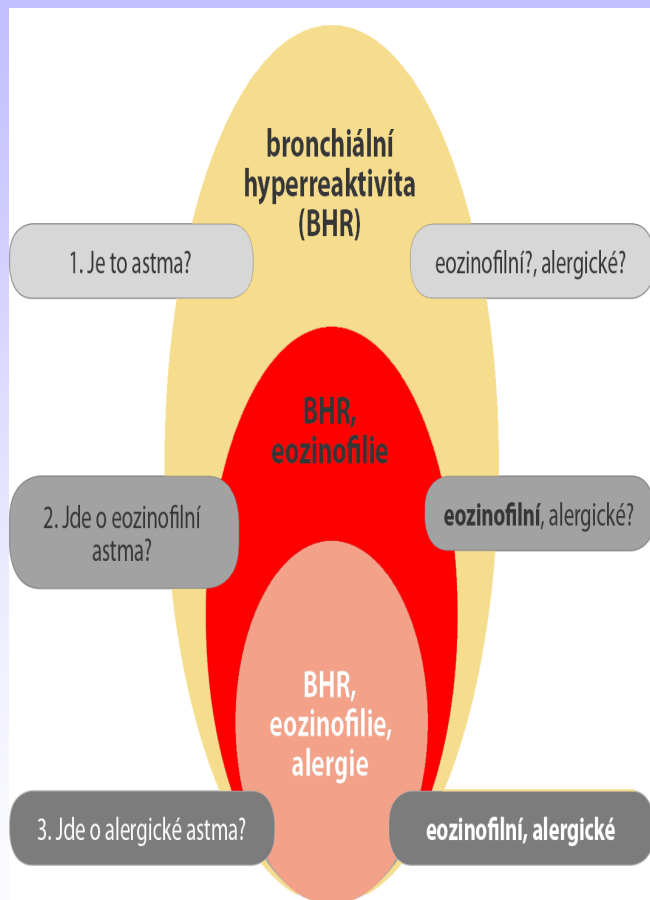 bronchiální
hyperreaktivita
(BHR)
1. Je to astma?
eozinofilní?, alergické?
BHR,
eozinofilie
2. Jde o eozinofilní
astma?
eozinofilní, alergické?
BHR,
eozinofilie,
alergie
3. Jde o alergické astma?
eozinofilní, alergické